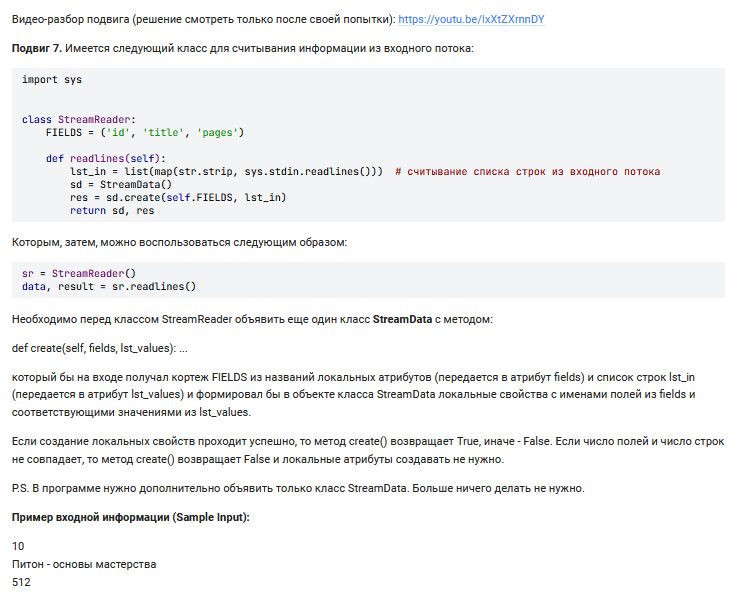 Видео-разбор подвига (решение смотреть только после своей попытки): https://youtu.be/IxXtZXrnnDY
Подвиг 7. Имеется следующий класс для считывания информации из входного потока:
import sys
class StreamReader:
    FIELDS = ('id', 'title', 'pages')
    def readlines(self):
        lst_in = list(map(str.strip, sys.stdin.readlines()))  # считывание списка строк из входного потока
        sd = StreamData()
        res = sd.create(self.FIELDS, lst_in)
        return sd, res
Которым, затем, можно воспользоваться следующим образом:
sr = StreamReader()
data, result = sr.readlines()
Необходимо перед классом StreamReader объявить еще один класс StreamData с методом:
def create(self, fields, lst_values): ...
который бы на входе получал кортеж FIELDS из названий локальных атрибутов (передается в атрибут fields) и список строк lst_in
(передается в атрибут lst_values) и формировал бы в объекте класса StreamData локальные свойства с именами полей из fields и
соответствующими значениями из lst_values.
Если создание локальных свойств проходит успешно, то метод create() возвращает True, иначе - False. Если число полей и число строк
не совпадает, то метод create() возвращает False и локальные атрибуты создавать не нужно.
P.S. В программе нужно дополнительно объявить только класс StreamData. Больше ничего делать не нужно.
Пример входной информации (Sample Input):
10
Питон - основы мастерства
512